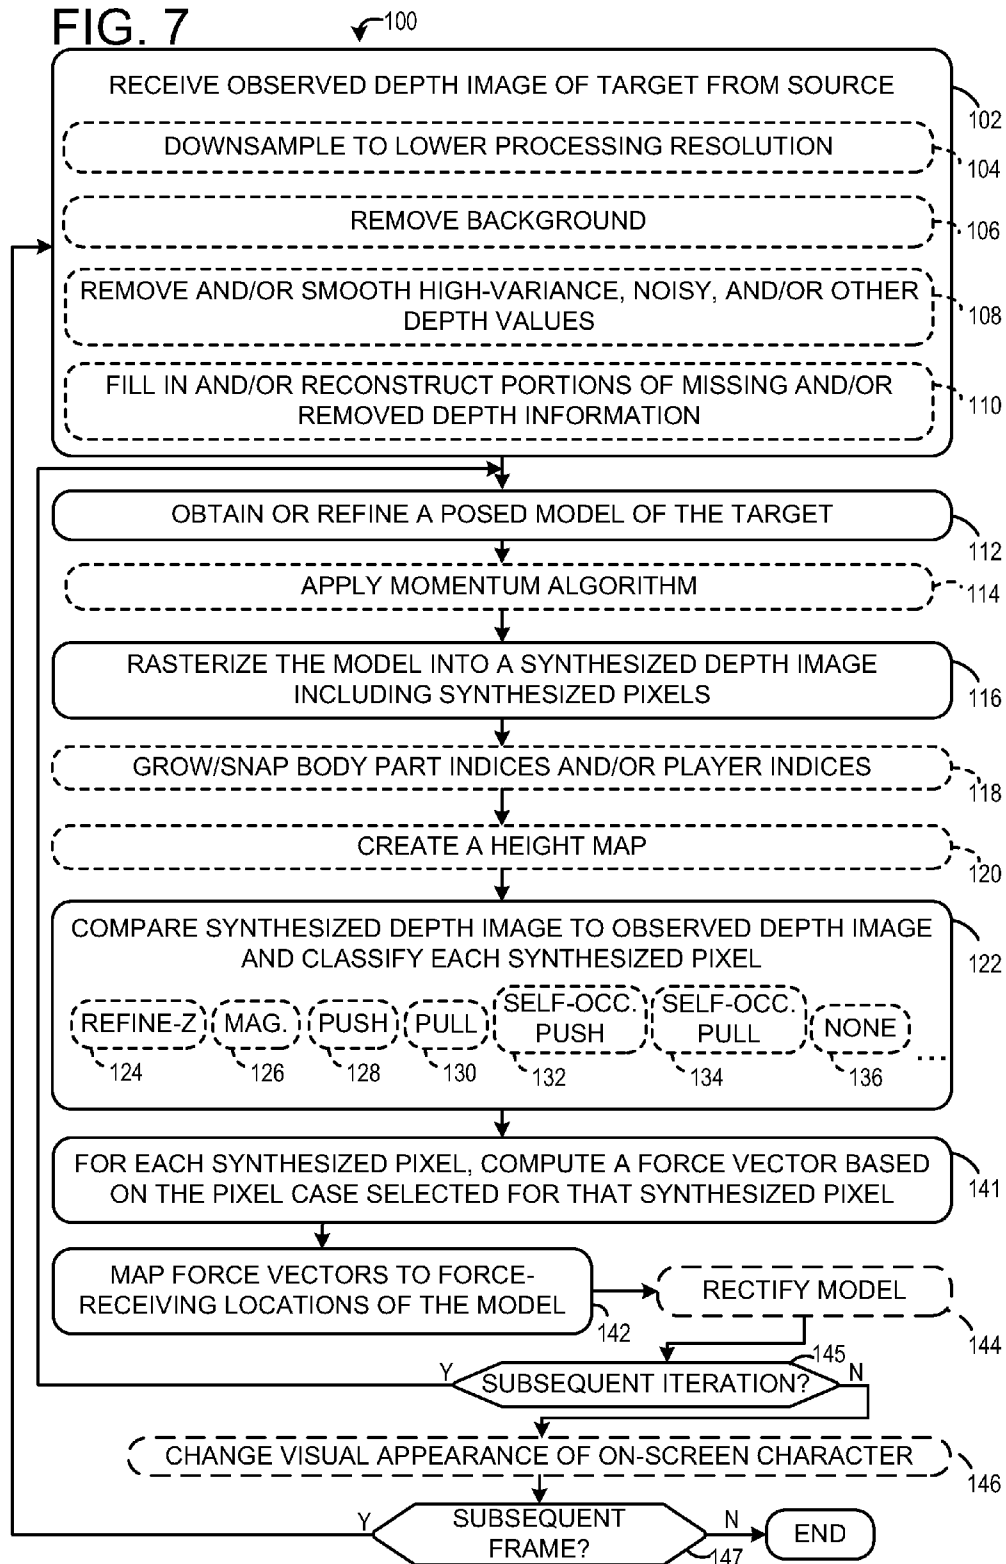 FIG. 7
100
RECEIVE OBSERVED DEPTH IMAGE OF TARGET FROM SOURCE
102
DOWNSAMPLE TO LOWER PROCESSING RESOLUTION
104
REMOVE BACKGROUND
106
REMOVE AND/OR SMOOTH HIGH-VARIANCE, NOISY, AND/OR OTHER
DEPTH VALUES
108
FILL IN AND/OR RECONSTRUCT PORTIONS OF MISSING AND/OR
REMOVED DEPTH INFORMATION
110
OBTAIN OR REFINE A POSED MODEL OF THE TARGET
112
APPLY MOMENTUM ALGORITHM
114
RASTERIZE THE MODEL INTO A SYNTHESIZED DEPTH IMAGE
INCLUDING SYNTHESIZED PIXELS
116
GROW/SNAP BODY PART INDICES AND/OR PLAYER INDICES
118
CREATE A HEIGHT MAP
120
COMPARE SYNTHESIZED DEPTH IMAGE TO OBSERVED DEPTH IMAGE
AND CLASSIFY EACH SYNTHESIZED PIXEL
122
REFINE-Z
124
MAG.
126
PUSH
128
PULL
130
SELF-OCC.
PUSH
132
SELF-OCC.
PULL
134
NONE
136
....
FOR EACH SYNTHESIZED PIXEL, COMPUTE A FORCE VECTOR BASED
ON THE PIXEL CASE SELECTED FOR THAT SYNTHESIZED PIXEL
141
MAP FORCE VECTORS TO FORCE-
RECEIVING LOCATIONS OF THE MODEL
142
RECTIFY MODEL
144
145
Y
SUBSEQUENT ITERATION?
N
CHANGE VISUAL APPEARANCE OF ON-SCREEN CHARACTER
146
Y
SUBSEQUENT
FRAME?
147
N
END